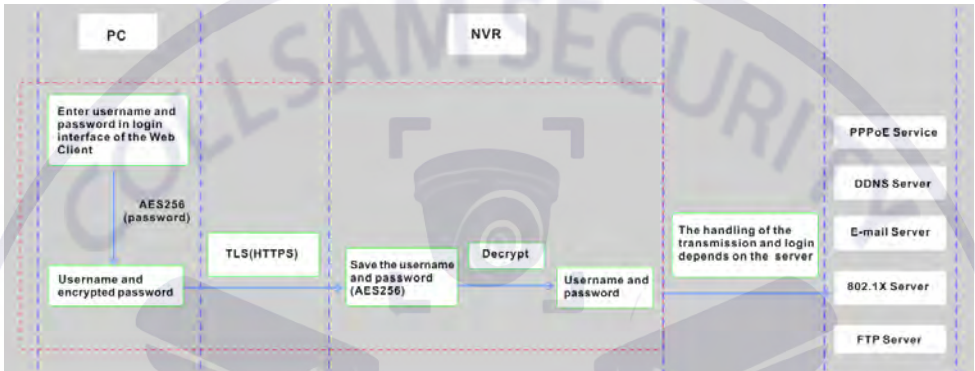 PC
NVR
Enter username and
password in login
interface of the Web
Client
AES256
(password)
Username and
encrypted password
TLS(HTTPS)
Save the username
and password
(AES256)
Decrypt
Username and
password
The handling of the
transmission and login
depends on the server
PPPoE Service
DDNS Server
E-mail Server
802.1X Server
FTP Server
COLLSAM SECURI